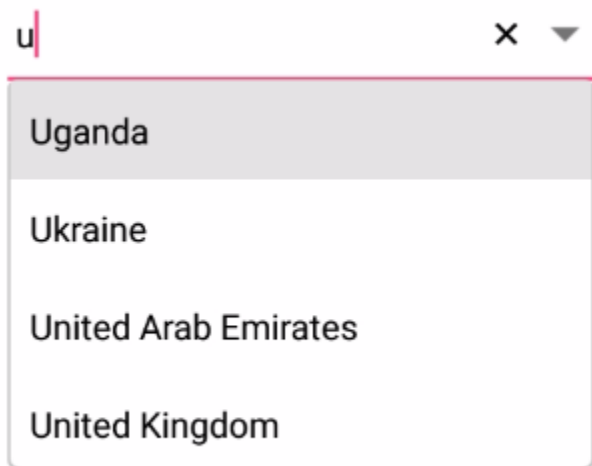 u
Uganda
Ukraine
United Arab Emirates
United Kingdom